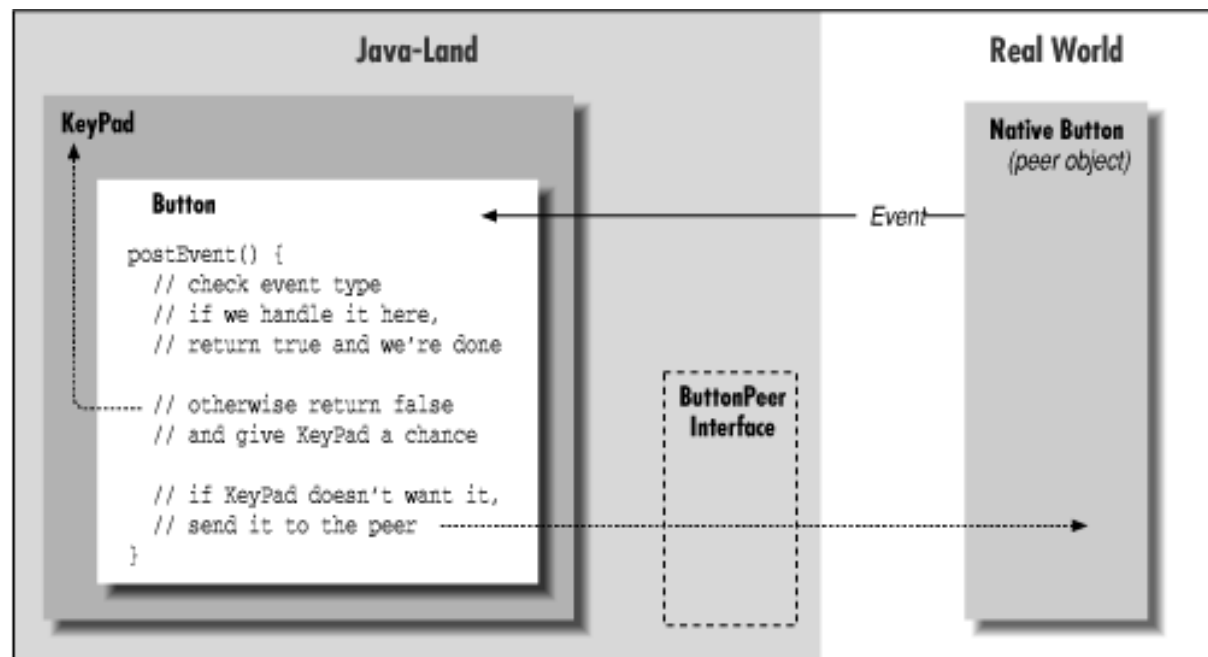 Java-Land
Real World
KeyPad
Native Button
(peer object)
Button
Event
postEvent() {
// check event type
// if we handle it here,
// return true and we're done
// otherwise return false
// and give KeyPad a chance
// if KeyPad doesn't want it,
// send it to the peer
}
ButtonPeer
Interface